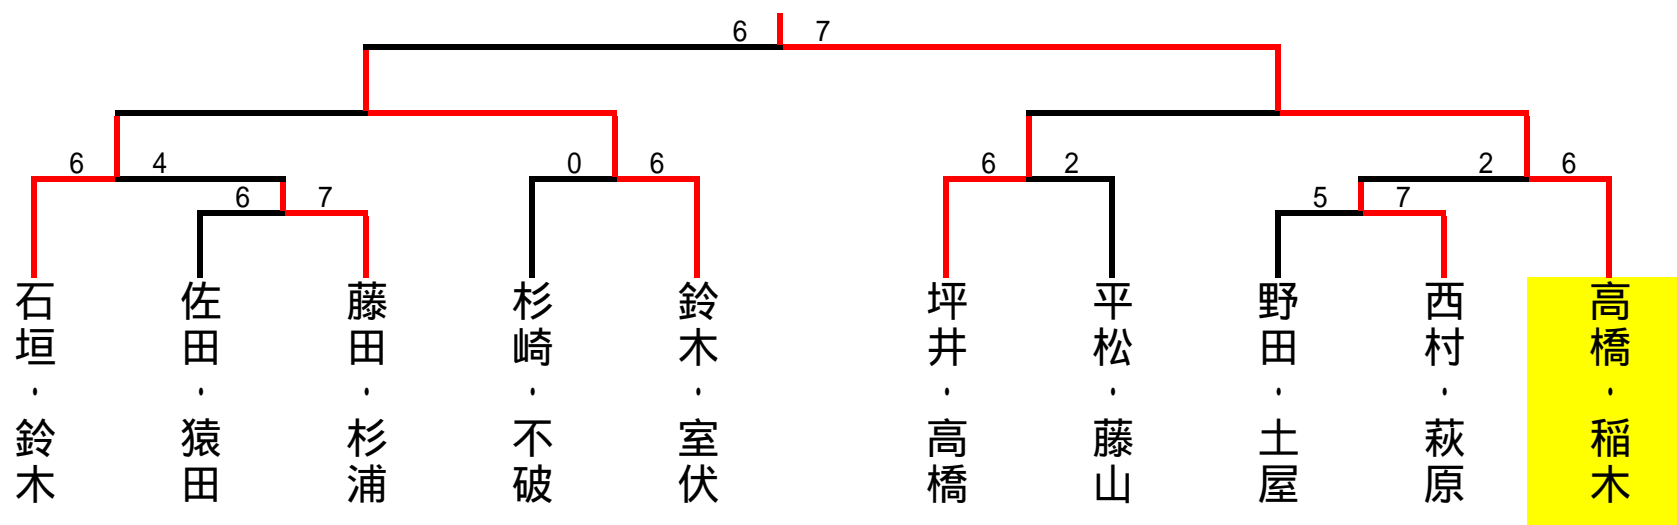 6 7
6 4 0 6 6 2 2 6
6 7 5 7
石垣・鈴木
佐田・猿田
藤田・杉浦
杉崎・不破
鈴木・室伏
坪井・高橋
平松・藤山
野田・土屋
西村・萩原
高橋・稲木